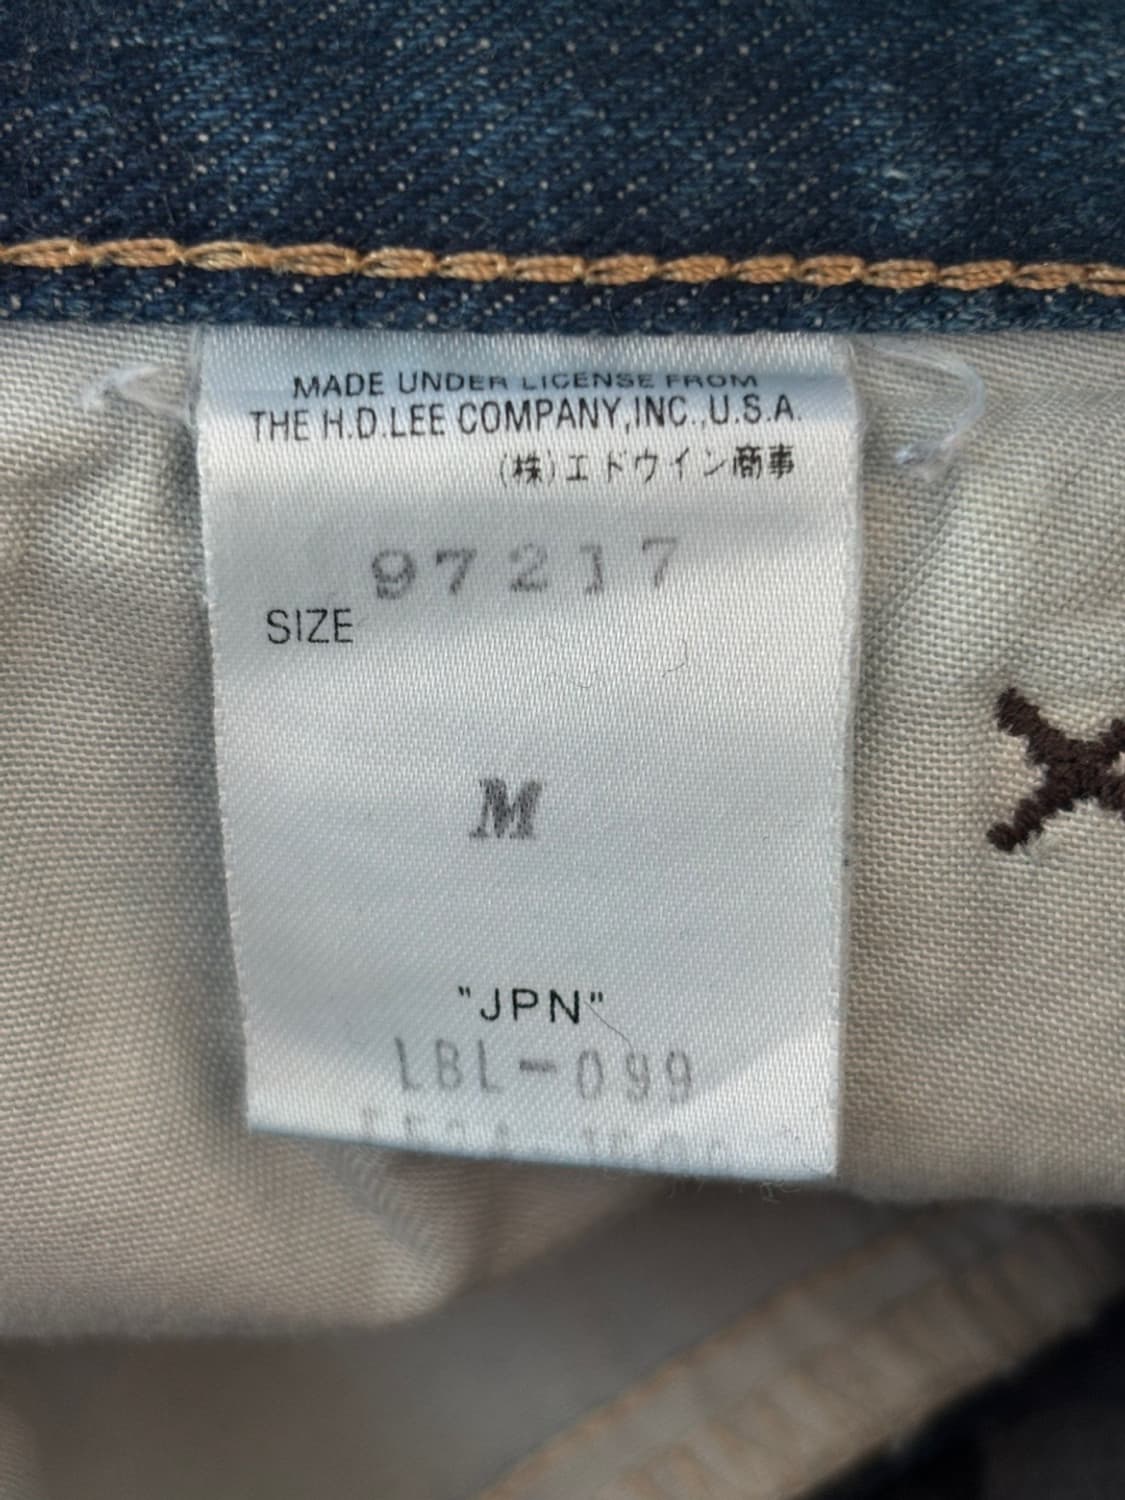 MADE UNDER LICENSE FROM
THE H.D.LEE COMPANY,INC.,U.S.A.
(株)エドウイン商事
97217
SIZE
M
"JPN"
LBL-099